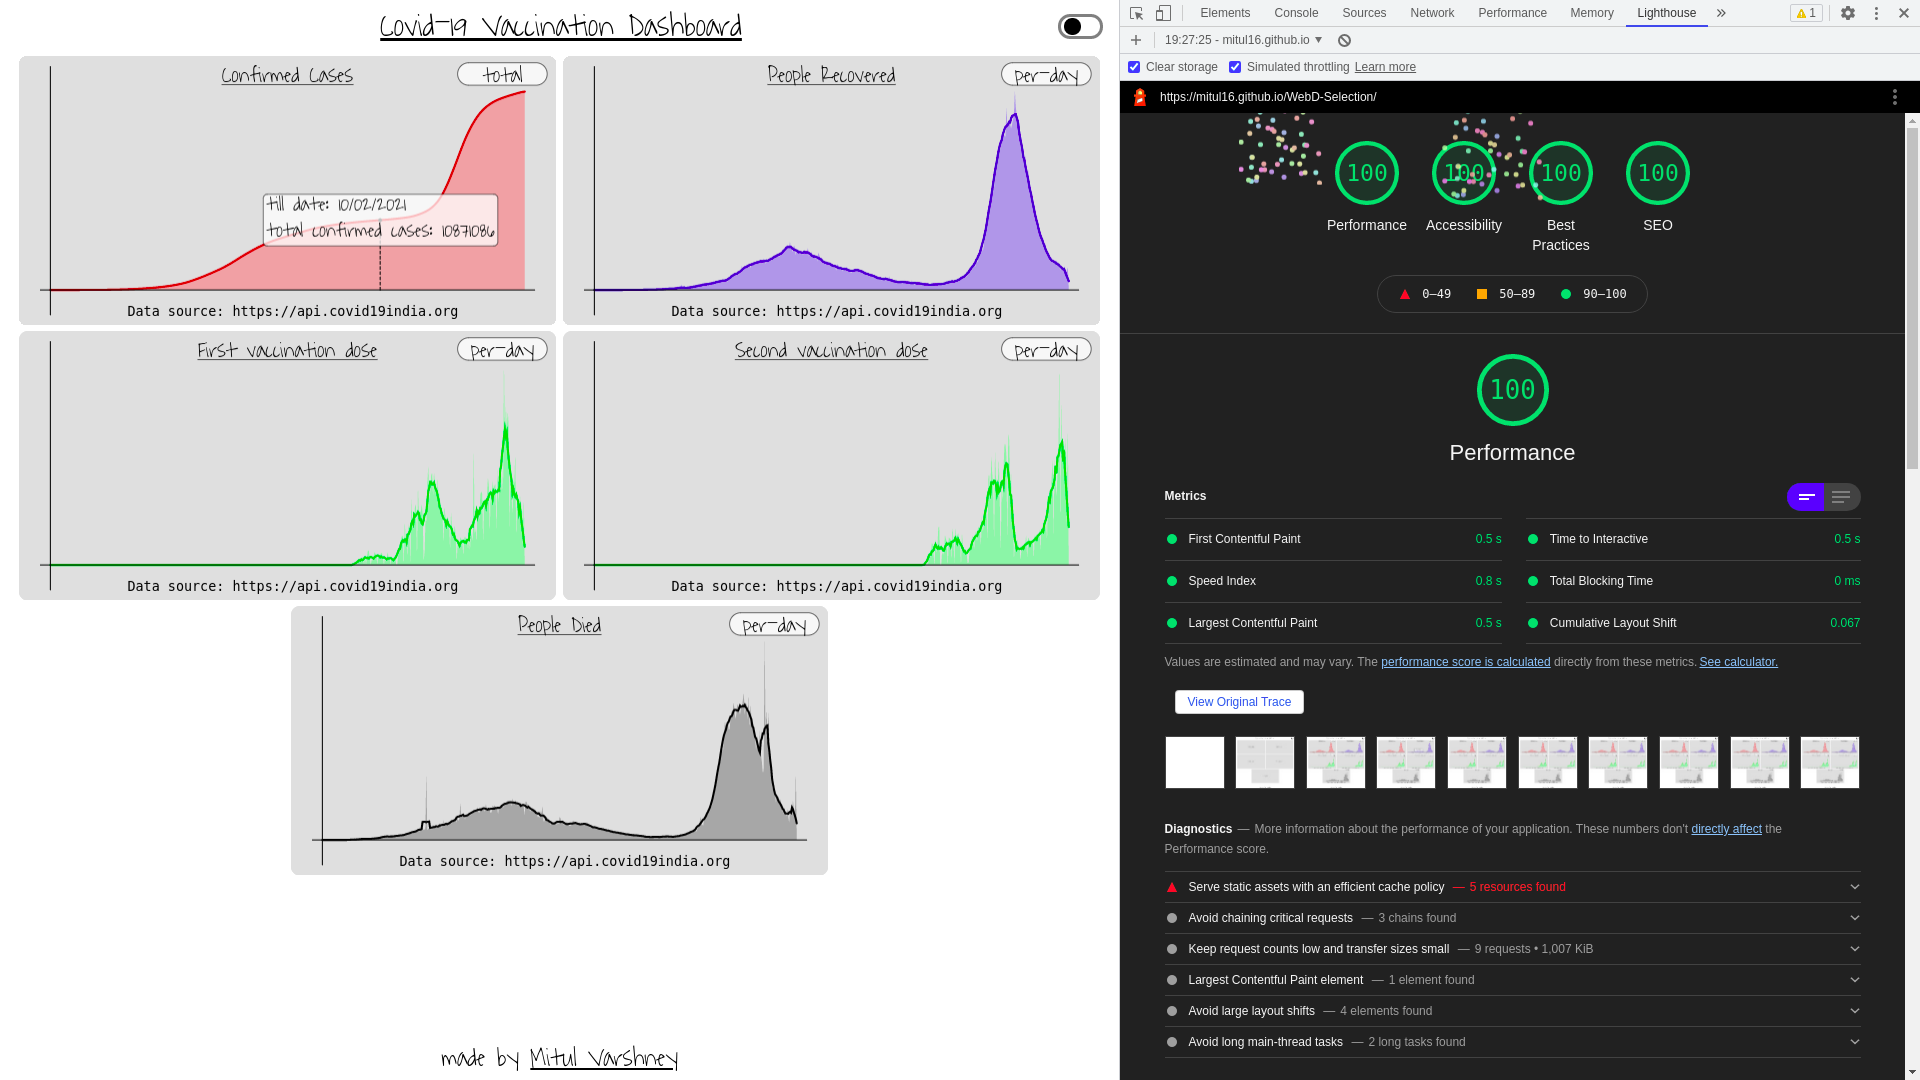 Covid-19 Vaccination Dashboard
Confirmed Cases
total
till date: 10/02/2021
total confirmed cases: 10871086
Data source: https://api.covid19india.org
People Recovered
per-day
Data source: https://api.covid19india.org
First vaccination dose
per-day
Data source: https://api.covid19india.org
Second vaccination dose
per-day
Data source: https://api.covid19india.org
People Died
per-day
Data source: https://api.covid19india.org
made by Mitul Varshney
Elements Console Sources Network Performance Memory Lighthouse 1
19:27:25 - mitul16.github.io
Clear storage Simulated throttling Learn more
https://mitul16.github.io/WebD-Selection/
100 100 100 100
Performance Accessibility Best Practices SEO
0–49 50–89 90–100
100
Performance
Metrics
First Contentful Paint 0.5 s
Time to Interactive 0.5 s
Speed Index 0.8 s
Total Blocking Time 0 ms
Largest Contentful Paint 0.5 s
Cumulative Layout Shift 0.067
Values are estimated and may vary. The performance score is calculated directly from these metrics. See calculator.
View Original Trace
Diagnostics — More information about the performance of your application. These numbers don't directly affect the
Performance score.
Serve static assets with an efficient cache policy — 5 resources found
Avoid chaining critical requests — 3 chains found
Keep request counts low and transfer sizes small — 9 requests • 1,007 KiB
Largest Contentful Paint element — 1 element found
Avoid large layout shifts — 4 elements found
Avoid long main-thread tasks — 2 long tasks found